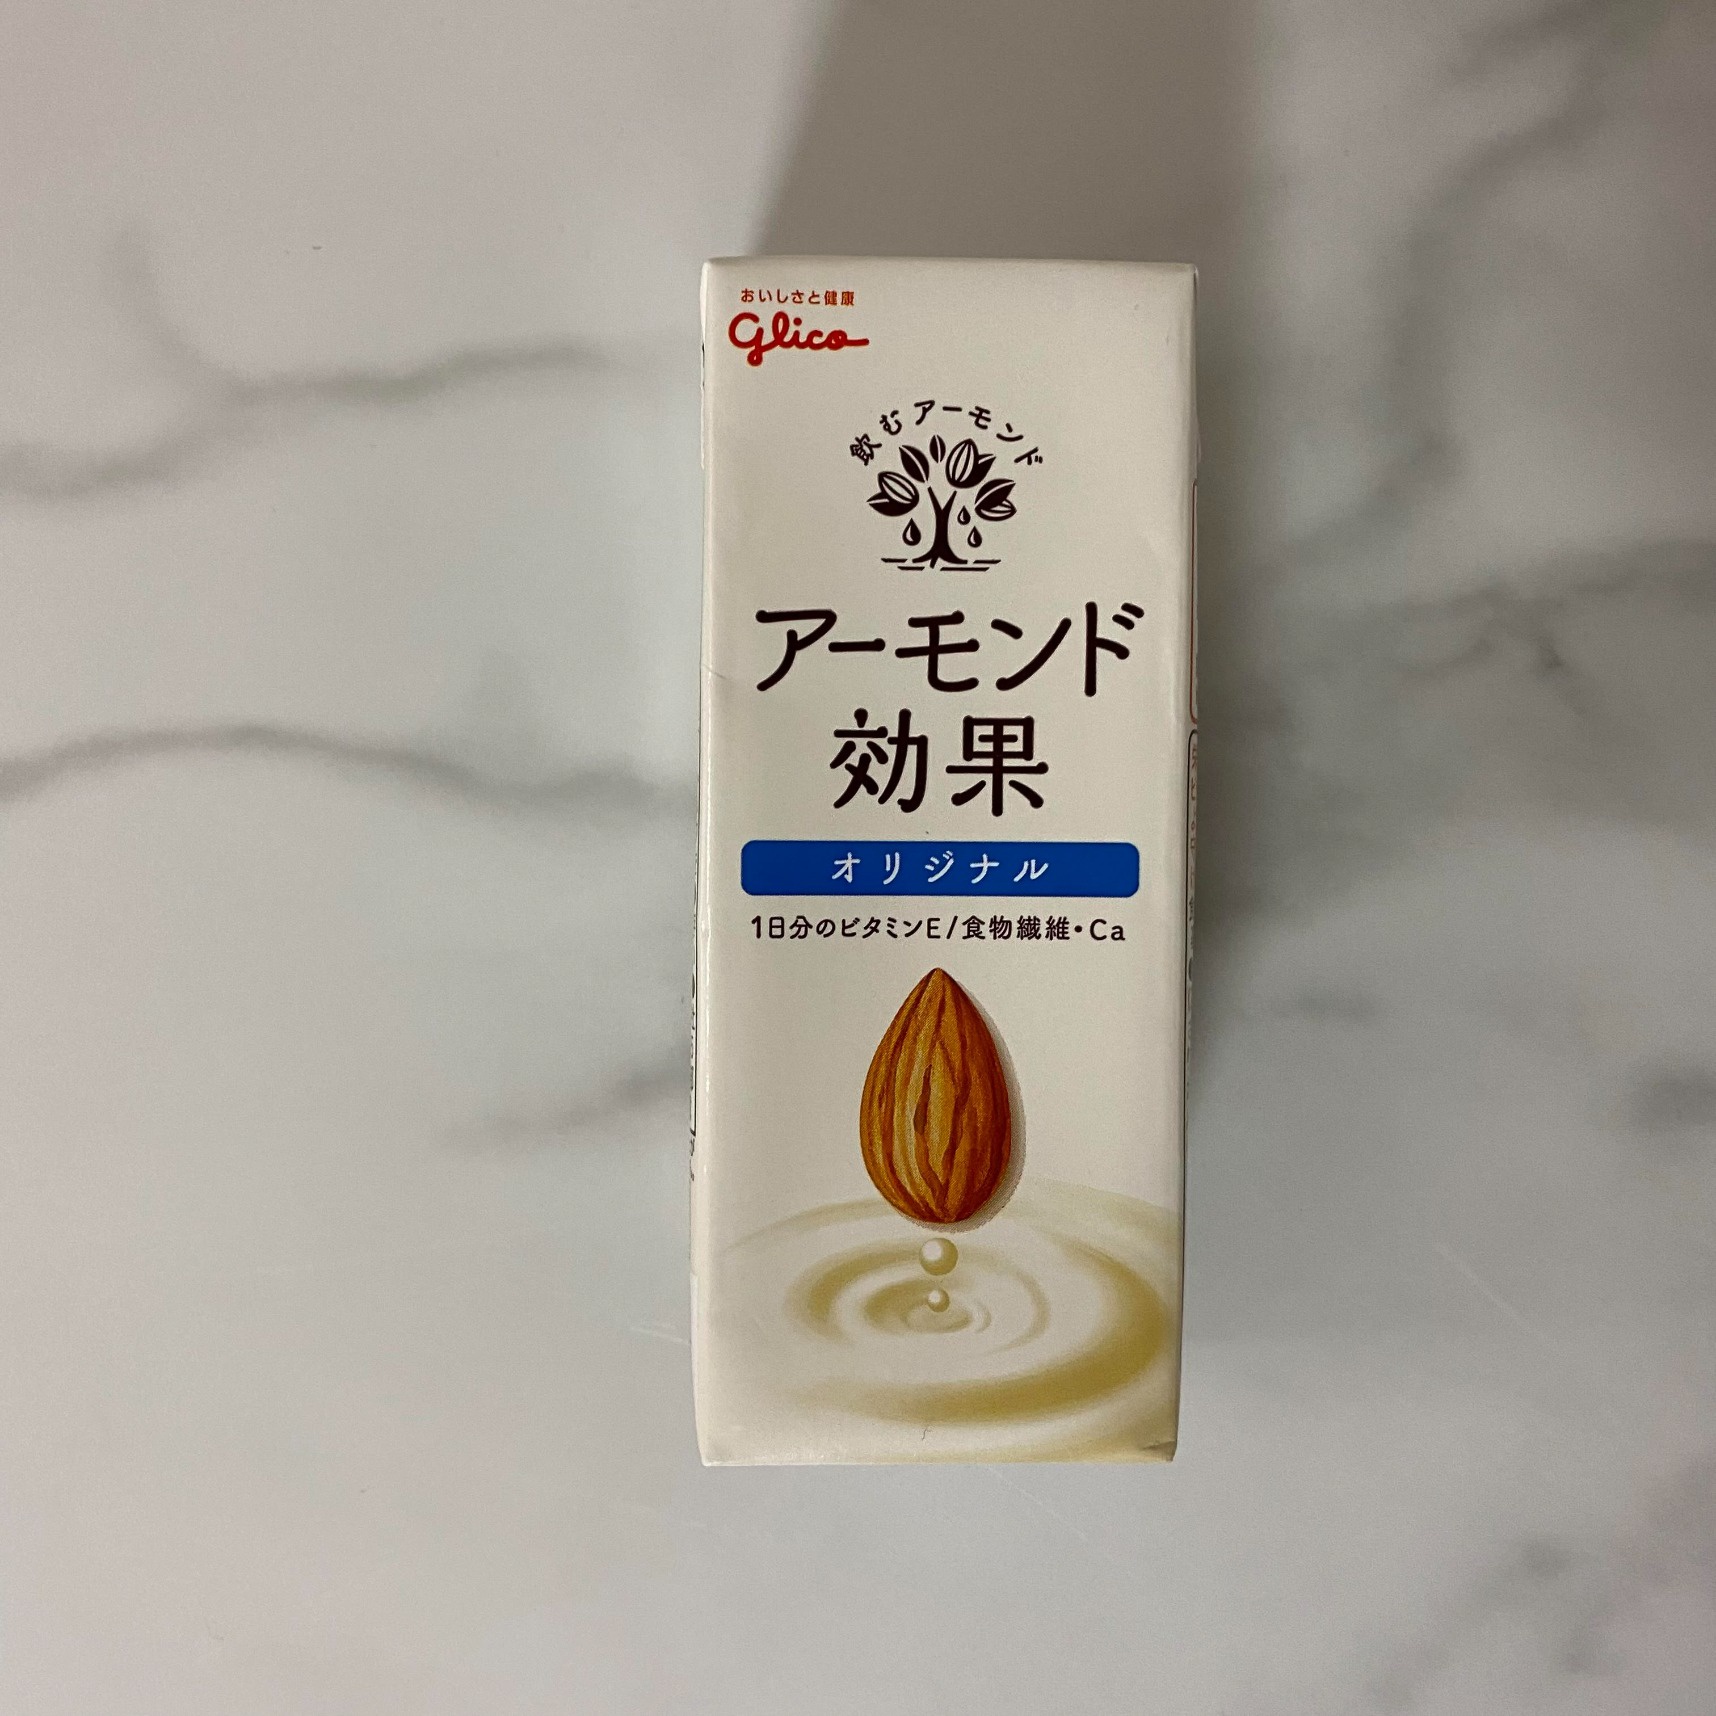 おいしさと健康
glico
飲むアーモンド
アーモンド
効果
オリジナル
1日分のビタミンE/食物繊維・Ca